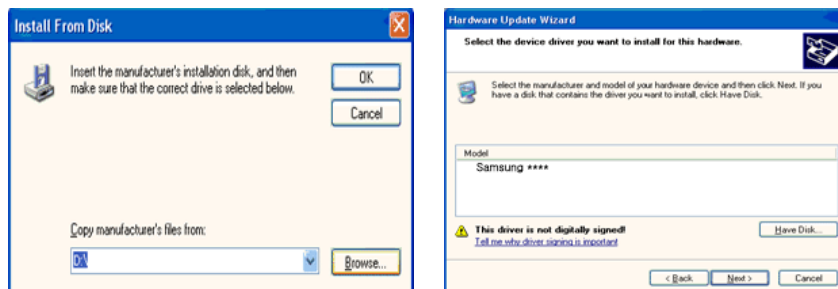 Install From Disk
Insert the manufacturer's installation disk, and then
make sure that the correct drive is selected below.
OK
Cancel
Copy manufacturer's files from:
D:\
Browse...
Hardware Update Wizard
Select the device driver you want to install for this hardware.
Select the manufacturer and model of your hardware device and then click Next. If you
have a disk that contains the driver you want to install, click Have Disk.
Model
Samsung ****
This driver is not digitally signed!
Tell me why driver signing is important
Have Disk...
< Back
Next >
Cancel